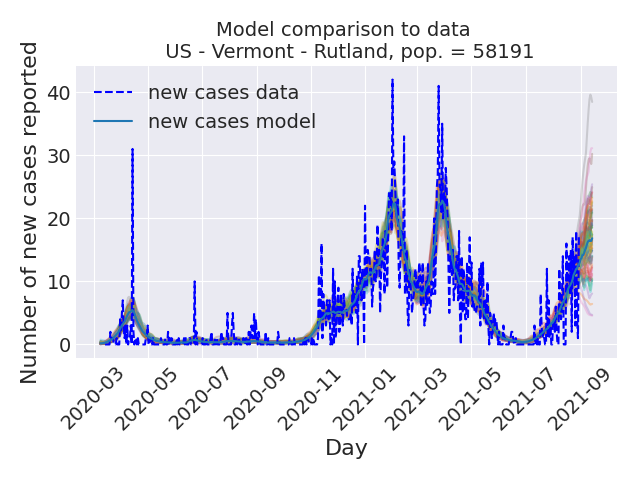 Model comparison to data
US - Vermont - Rutland, pop. = 58191
Number of new cases reported
40
30
20
10
0
new cases data
new cases model
2020-03
2020-05
2020-07
2020-09
2020-11
2021-01
2021-03
2021-05
2021-07
2021-09
Day